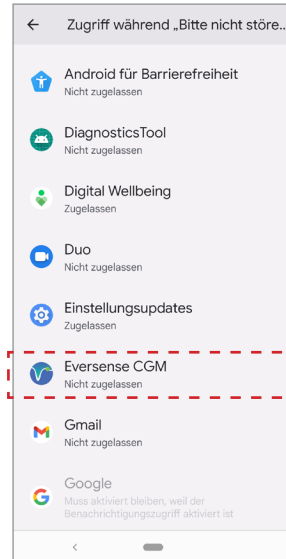 Zugriff während „Bitte nicht störe..
Android für Barrierefreiheit
Nicht zugelassen
DiagnosticsTool
Nicht zugelassen
Digital Wellbeing
Zugelassen
Duo
Nicht zugelassen
Einstellungsupdates
Zugelassen
Eversense CGM
Nicht zugelassen
Gmail
Nicht zugelassen
Google
Muss aktiviert bleiben, weil der
Benachrichtigungszugriff aktiviert ist